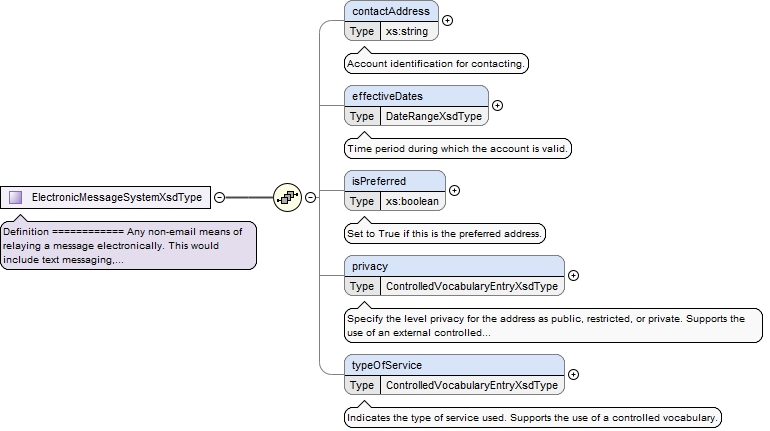 contactAddress
Type xs:string
Account identification for contacting.
effectiveDates
Type DateRangeXsdType
Time period during which the account is valid.
isPreferred
Type xs:boolean
Set to True if this is the preferred address.
ElectronicMessageSystemXsdType
Definition ============ Any non-email means of
relaying a message electronically. This would
include text messaging,...
privacy
Type ControlledVocabularyEntryXsdType
Specify the level privacy for the address as public, restricted, or private. Supports the
use of an external controlled...
typeOfService
Type ControlledVocabularyEntryXsdType
Indicates the type of service used. Supports the use of a controlled vocabulary.